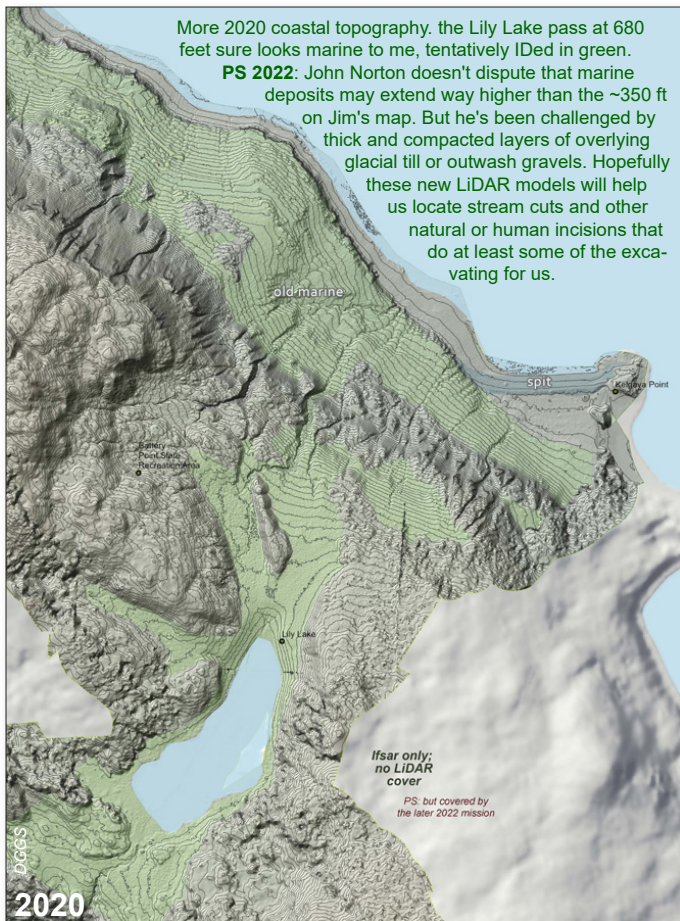 More 2020 coastal topography. the Lily Lake pass at 680
feet sure looks marine to me, tentatively IDed in green.
PS 2022: John Norton doesn't dispute that marine
deposits may extend way higher than the ~350 ft
on Jim's map. But he's been challenged by
thick and compacted layers of overlying
glacial till or outwash gravels. Hopefully
these new LiDAR models will help
us locate stream cuts and other
natural or human incisions that
do at least some of the exca-
vating for us.
old marine
spit
Kelgaya Point
Battery
Point State
Recreation Area
Lily Lake
Ifsar only;
no LiDAR
cover
PS: but covered by
the later 2022 mission
DGGS
2020